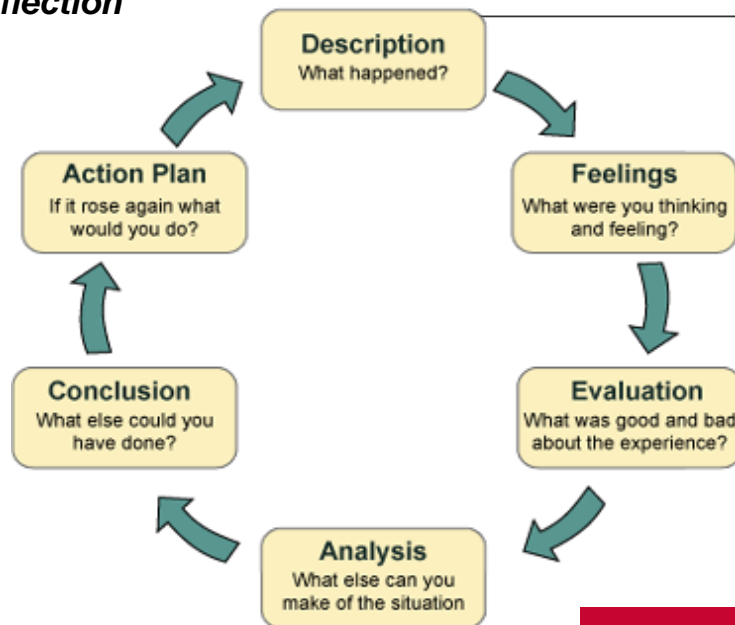 flection
Description
What happened?
Feelings
What were you thinking
and feeling?
Evaluation
What was good and bad
about the experience?
Analysis
What else can you
make of the situation
Conclusion
What else could you
have done?
Action Plan
If it rose again what
would you do?